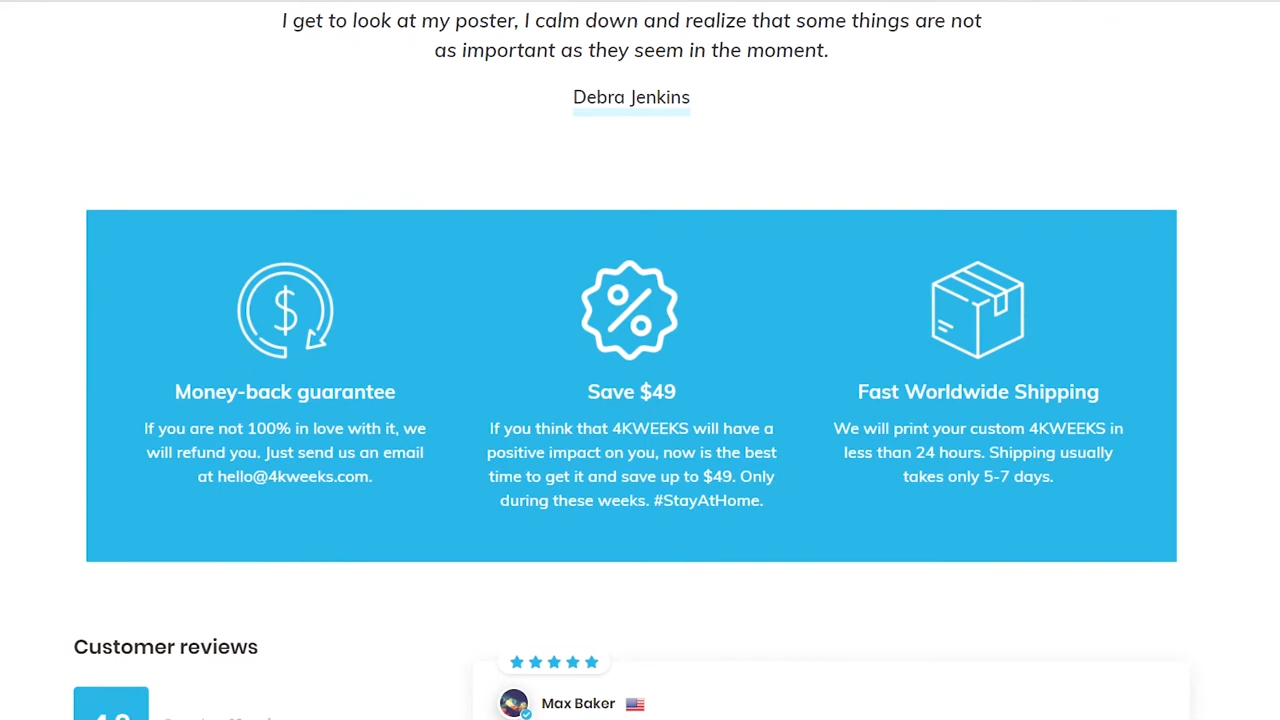 I get to look at my poster, I calm down and realize that some things are not
as important as they seem in the moment.
Debra Jenkins
Money-back guarantee
If you are not 100% in love with it, we
will refund you. Just send us an email
at hello@4kweeks.com.
Save $49
If you think that 4KWEEKS will have a
positive impact on you, now is the best
time to get it and save up to $49. Only
during these weeks. #StayAtHome.
Fast Worldwide Shipping
We will print your custom 4KWEEKS in
less than 24 hours. Shipping usually
takes only 5-7 days.
Customer reviews
Max Baker